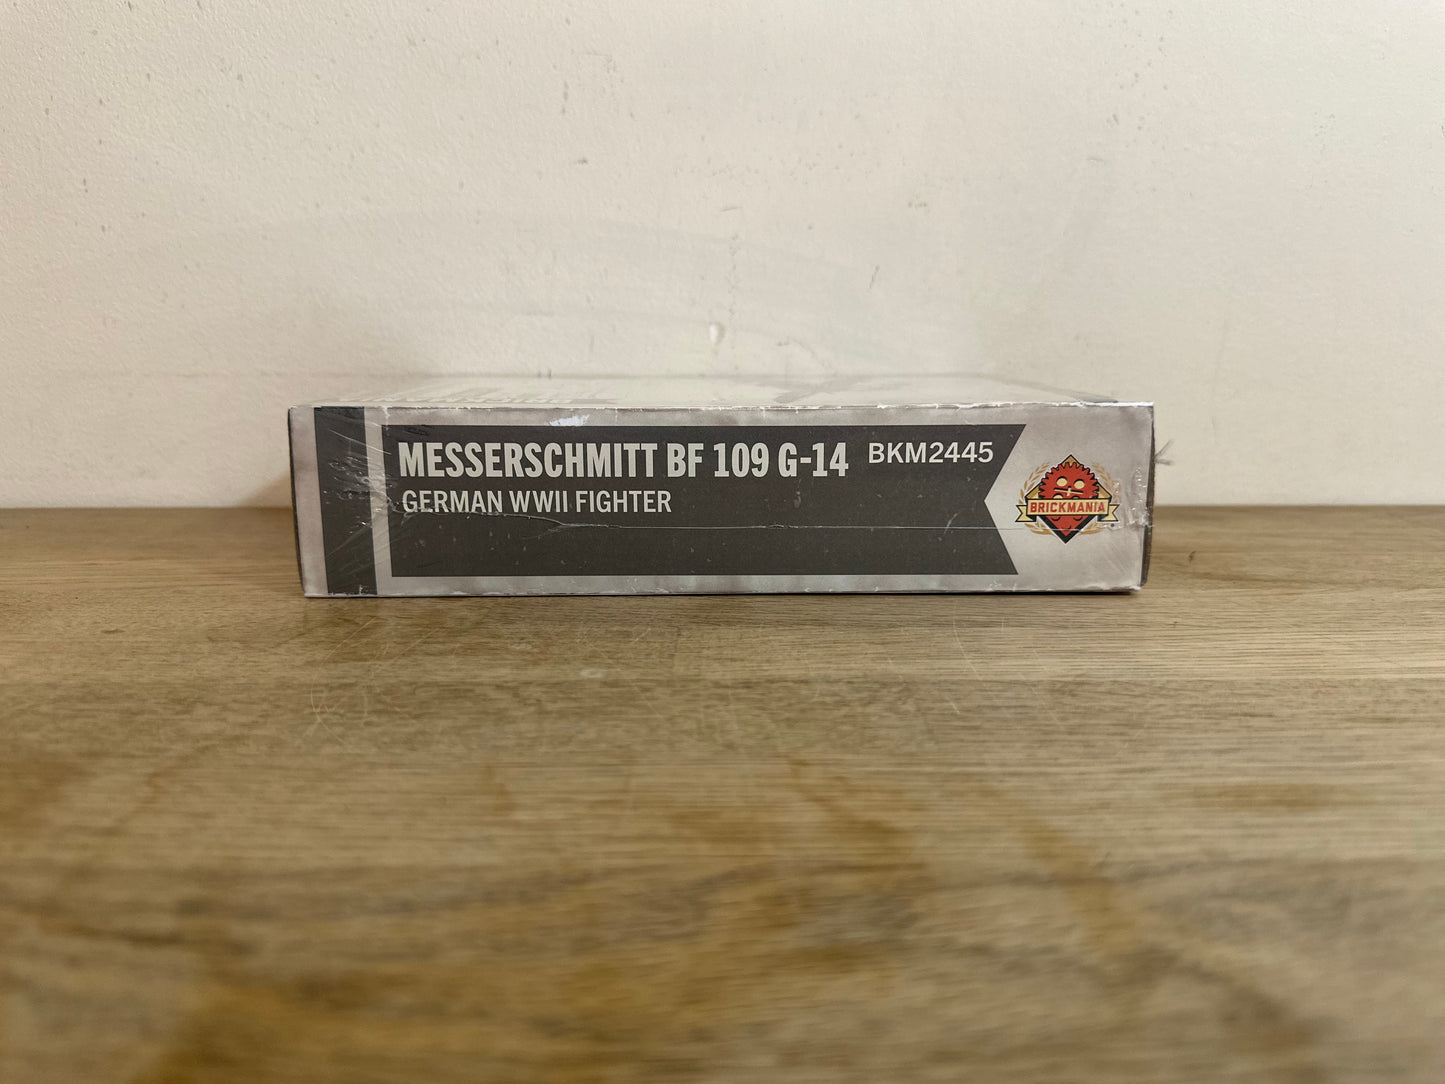 MESSERSCHMITT BF 109 G-14 BKM2445
GERMAN WWII FIGHTER
BRICKMANIA